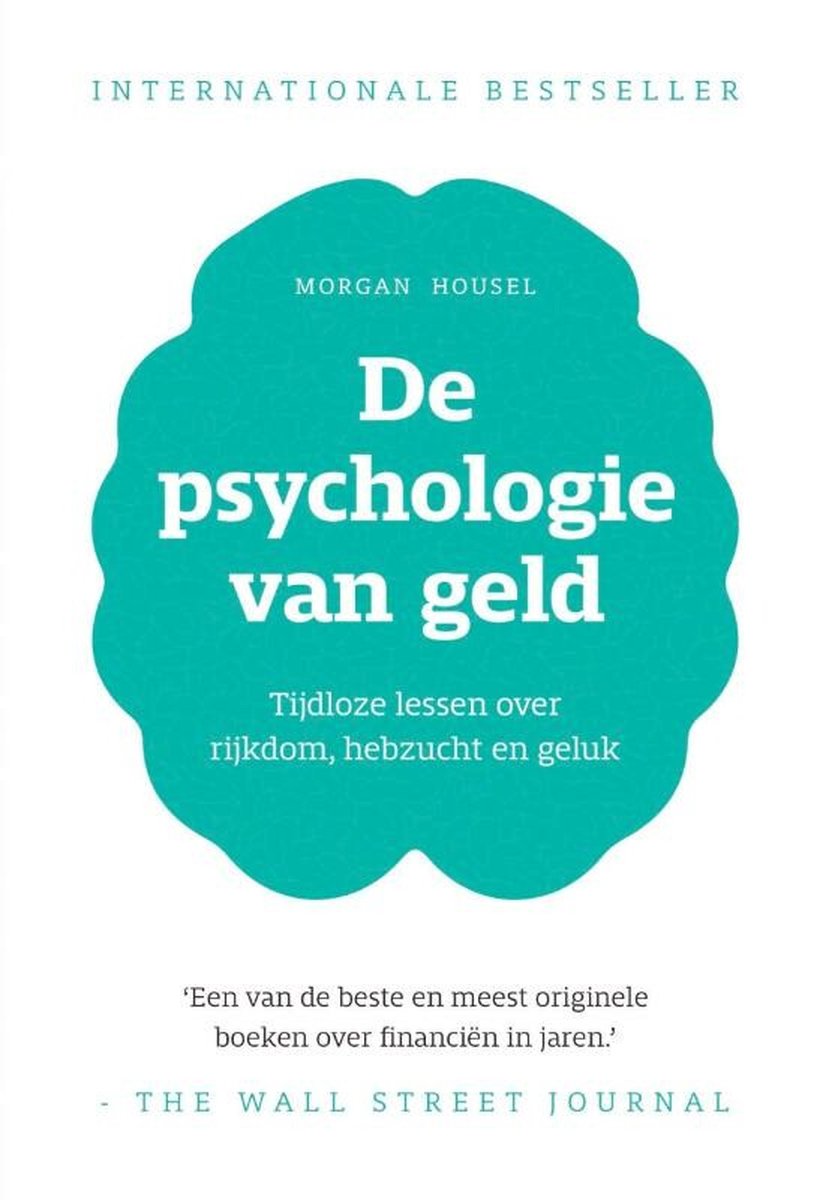 INTERNATIONALE BESTSELLER
MORGAN HOUSEL
De
psychologie
van geld
Tijdloze lessen over
rijkdom, hebzucht en geluk
‘Een van de beste en meest originele
boeken over financiën in jaren.’
- THE WALL STREET JOURNAL